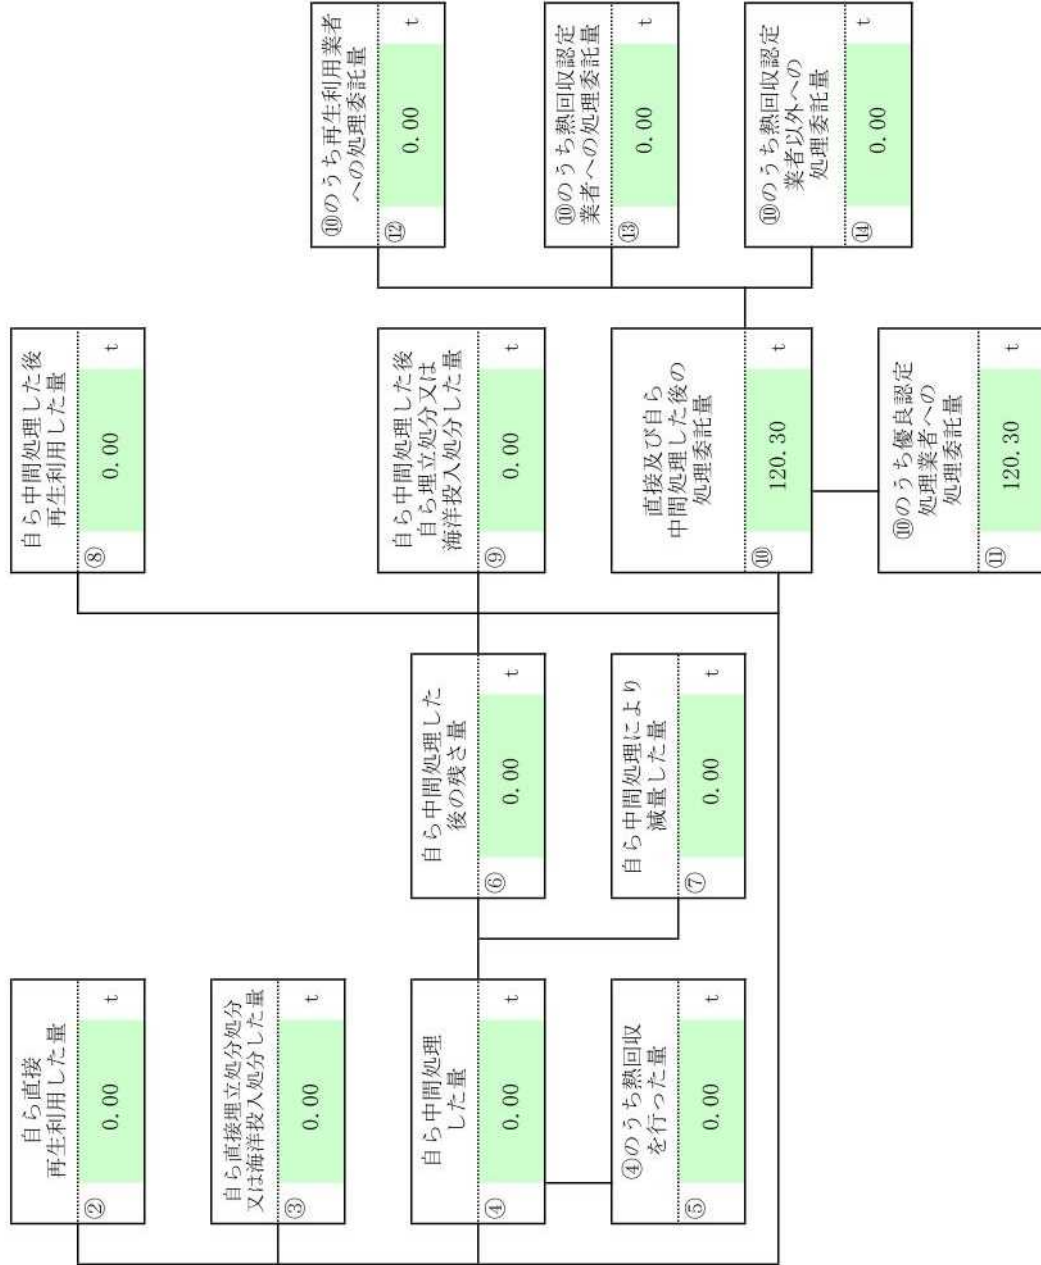 自ら直接
再生利用した量
② 0.00 t
自ら直接埋立処分処分
又は海洋投入処分した量
③ 0.00 t
自ら中間処理
した量
④ 0.00 t
④のうち熱回収
を行った量
⑤ 0.00 t
自ら中間処理した
後の残さ量
⑥ 0.00 t
自ら中間処理により
減量した量
⑦ 0.00 t
自ら中間処理した後
再生利用した量
⑧ 0.00 t
自ら中間処理した後
自ら埋立処分又は
海洋投入処分した量
⑨ 0.00 t
直接及び自ら
中間処理した後の
処理委託量
⑩ 120.30 t
⑩のうち優良認定
処理業者への
処理委託量
⑪ 120.30 t
⑩のうち再生利用業者
への処理委託量
⑫ 0.00 t
⑩のうち熱回収認定
業者への処理委託量
⑬ 0.00 t
⑩のうち熱回収認定
業者以外への
処理委託量
⑭ 0.00 t